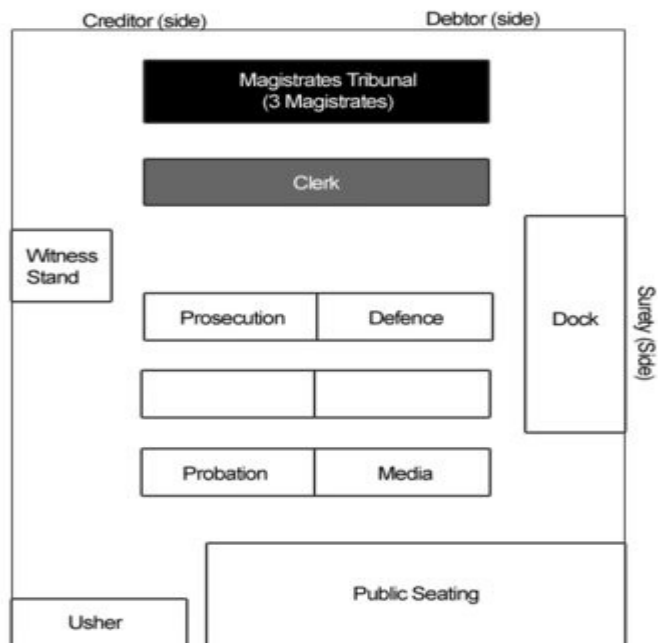 Creditor (side) Debtor (side)
Magistrates Tribunal
(3 Magistrates)
Clerk
Witness
Stand
Prosecution Defence
Dock
Surely (Side)
Probation Media
Public Seating
Usher